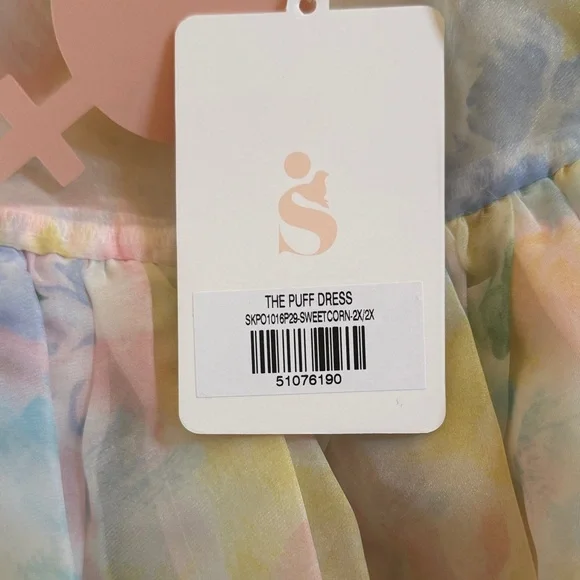 S
THE PUFF DRESS
SKPO1016P29-SWEETCORN-2X/2X
51076190